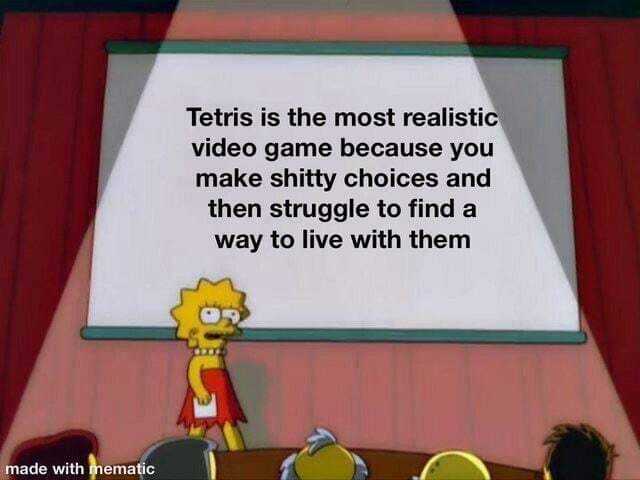 Tetris is the most realistic
video game because you
make shitty choices and
then struggle to find a
way to live with them
made with mematic